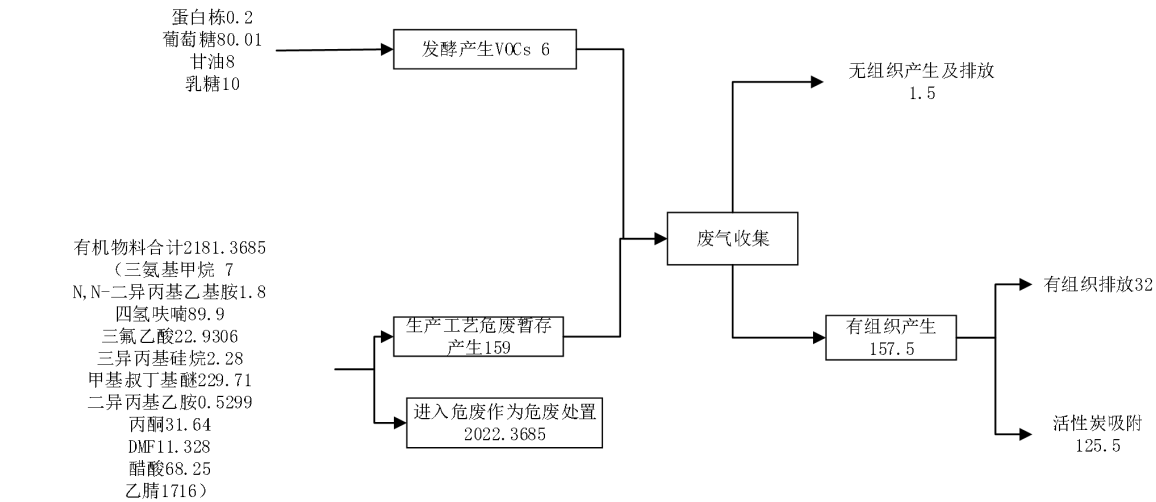 蛋白栋0.2
葡萄糖80.01
甘油8
乳糖10
发酵产生VOCs 6
无组织产生及排放
1.5
废气收集
有机物料合计2181.3685
（三氨基甲烷 7
N,N-二异丙基乙基胺1.8
四氢呋喃89.9
三氟乙酸22.9306
三异丙基硅烷2.28
甲基叔丁基醚229.71
二异丙基乙胺0.5299
丙酮31.64
DMF11.328
醋酸68.25
乙腈1716）
生产工艺危废暂存
产生159
进入危废作为危废处置
2022.3685
有组织产生
157.5
有组织排放32
活性炭吸附
125.5